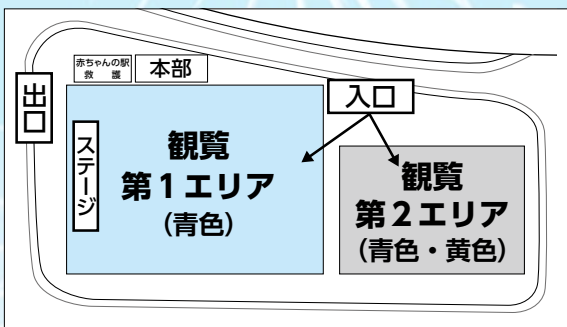 赤ちゃんの駅
救護
本部
出口
入口
ステージ
観覧
第1エリア
(青色)
観覧
第2エリア
(青色・黄色)